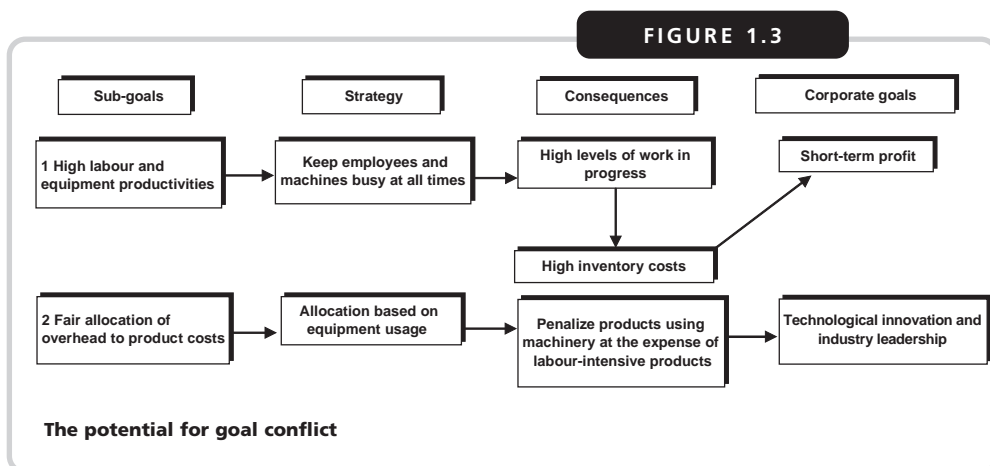 FIGURE 1.3
Sub-goals
Strategy
Consequences
Corporate goals
1 High labour and
equipment productivities
Keep employees and
machines busy at all times
High levels of work in
progress
Short-term profit
High inventory costs
2 Fair allocation of
overhead to product costs
Allocation based on
equipment usage
Penalize products using
machinery at the expense of
labour-intensive products
Technological innovation and
industry leadership
The potential for goal conflict